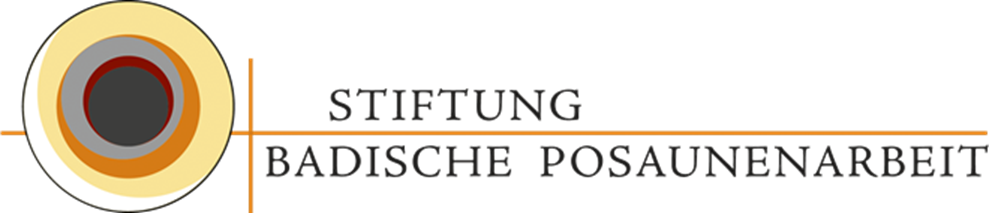 STIFTUNG
BADISCHE POSAUNENARBEIT